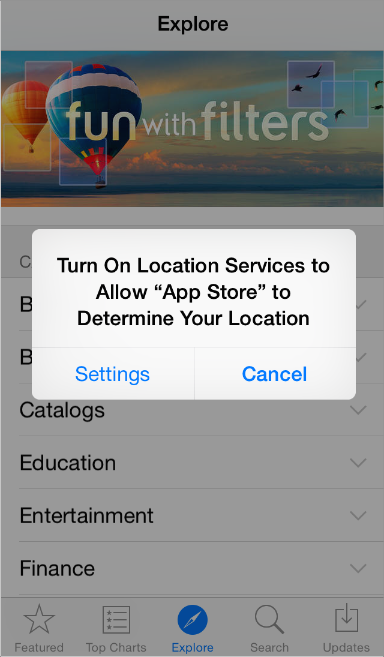 Explore
fun with filters
Turn On Location Services to
Allow “App Store” to
Determine Your Location
Settings
Cancel
Catalogs
Education
Entertainment
Finance
Featured
Top Charts
Explore
Search
Updates